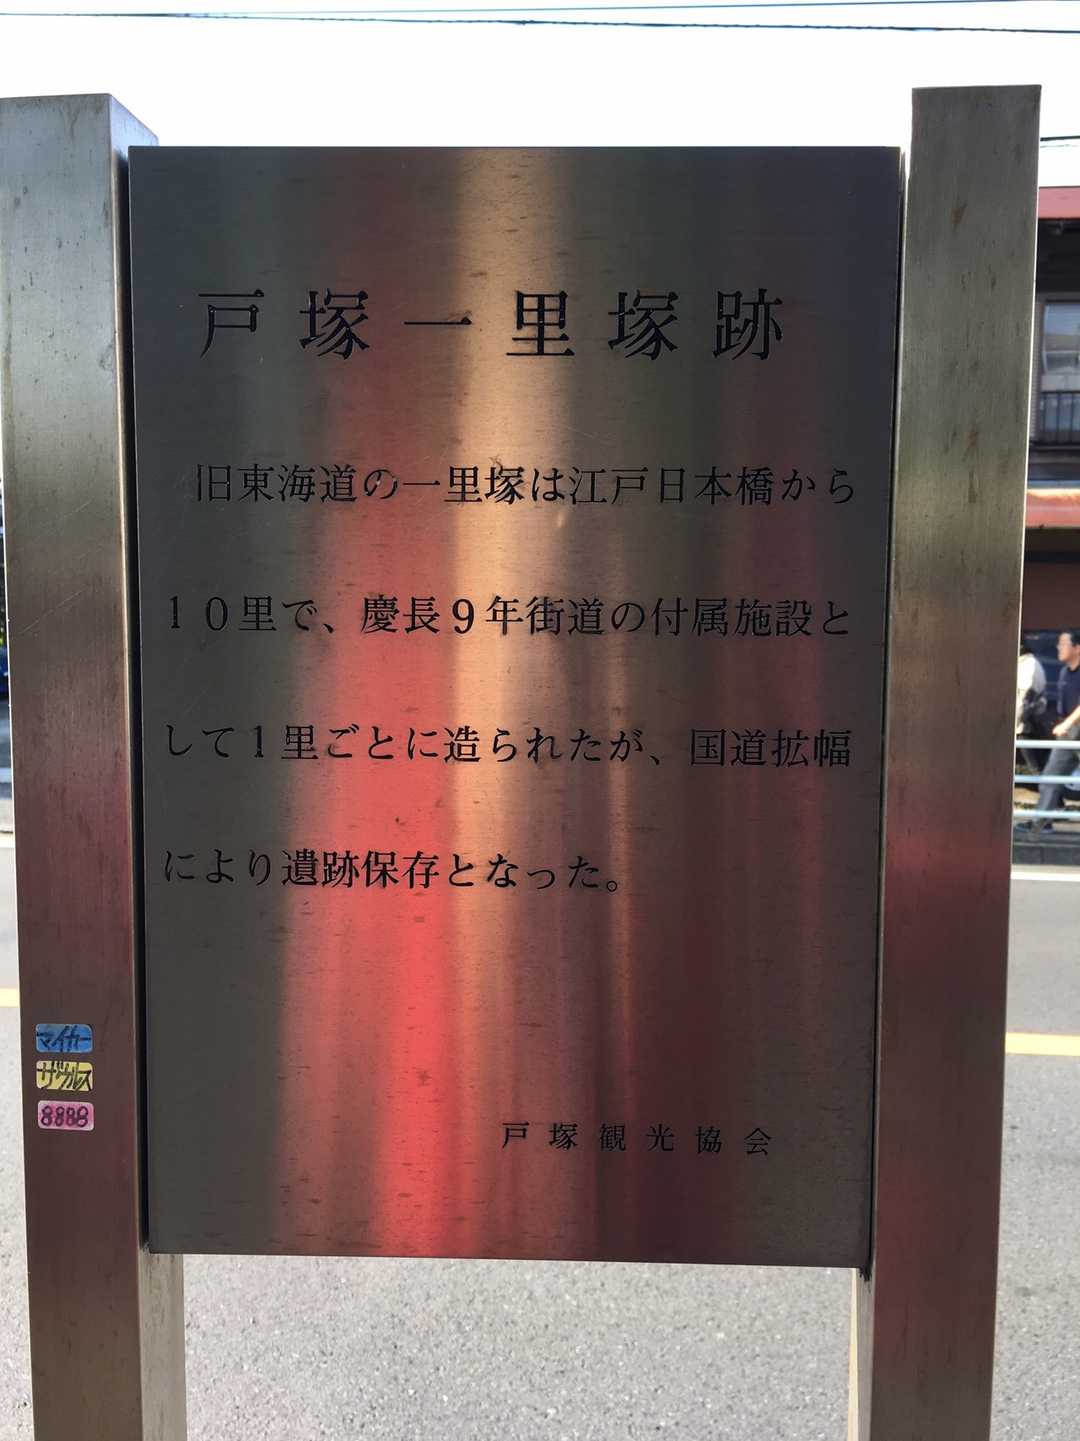 戸塚一里塚跡
旧東海道の一里塚は江戸日本橋から
１０里で、慶長９年街道の付属施設と
して１里ごとに造られたが、国道拡幅
により遺跡保存となった。
戸塚観光協会
マイカー
ザウルス
8888